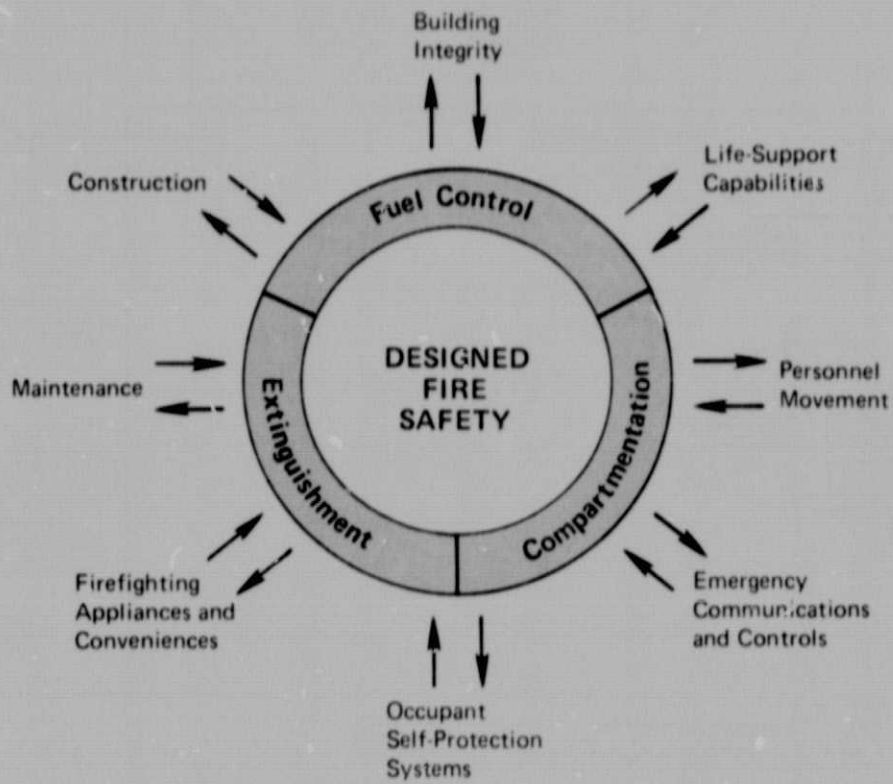 Building
Integrity
Life-Support
Capabilities
Construction
Fuel Control
DESIGNED
FIRE
SAFETY
Extinguishment
Compartmentation
Maintenance
Personnel
Movement
Firefighting
Appliances and
Conveniences
Emergency
Communications
and Controls
Occupant
Self-Protection
Systems